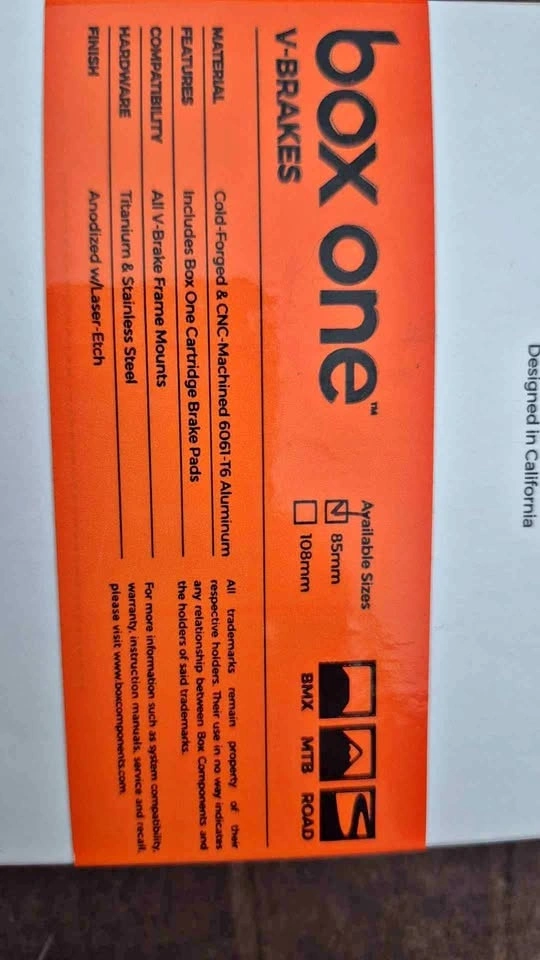 box one™
V-BRAKES
Available Sizes
85mm
108mm
BMX MTB ROAD
MATERIAL Cold-Forged & CNC-Machined 6061-T6 Aluminum
FEATURES Includes Box One Cartridge Brake Pads
COMPATIBILITY All V-Brake Frame Mounts
HARDWARE Titanium & Stainless Steel
FINISH Anodized w/Laser-Etch
All trademarks remain property of their
respective holders. Their use in no way indicates
any relationship between Box Components and
the holders of said trademarks.
For more information such as system compatibility,
warranty, instruction manuals, service and recall,
please visit www.boxcomponents.com.
Designed in California